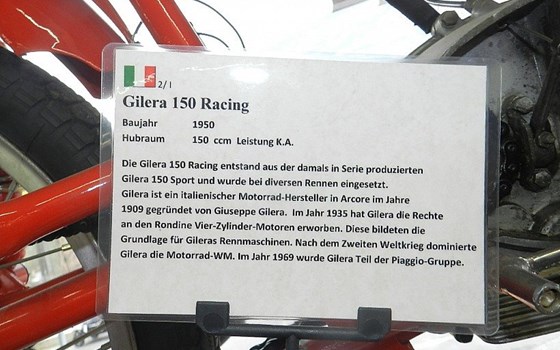 2/1
Gilera 150 Racing
Baujahr 1950
Hubraum 150 ccm Leistung K.A.
Die Gilera 150 Racing entstand aus der damals in Serie produzierten
Gilera 150 Sport und wurde bei diversen Rennen eingesetzt.
Gilera ist ein italienischer Motorrad-Hersteller in Arcore im Jahre
1909 gegründet von Giuseppe Gilera. Im Jahr 1935 hat Gilera die Rechte
an den Rondine Vier-Zylinder-Motoren erworben. Diese bildeten die
Grundlage für Gileras Rennmaschinen. Nach dem Zweiten Weltkrieg dominierte
Gilera die Motorrad-WM. Im Jahr 1969 wurde Gilera Teil der Piaggio-Gruppe.